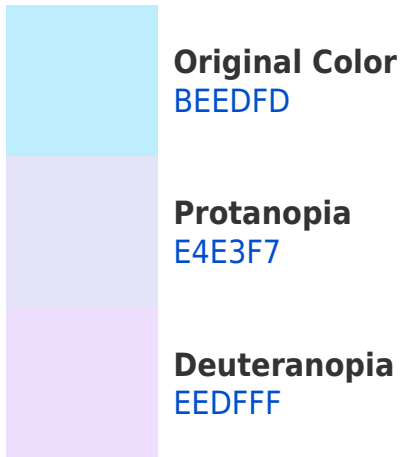 Original Color
BEEDFD
Protanopia
E4E3F7
Deuteranopia
EEDFFF